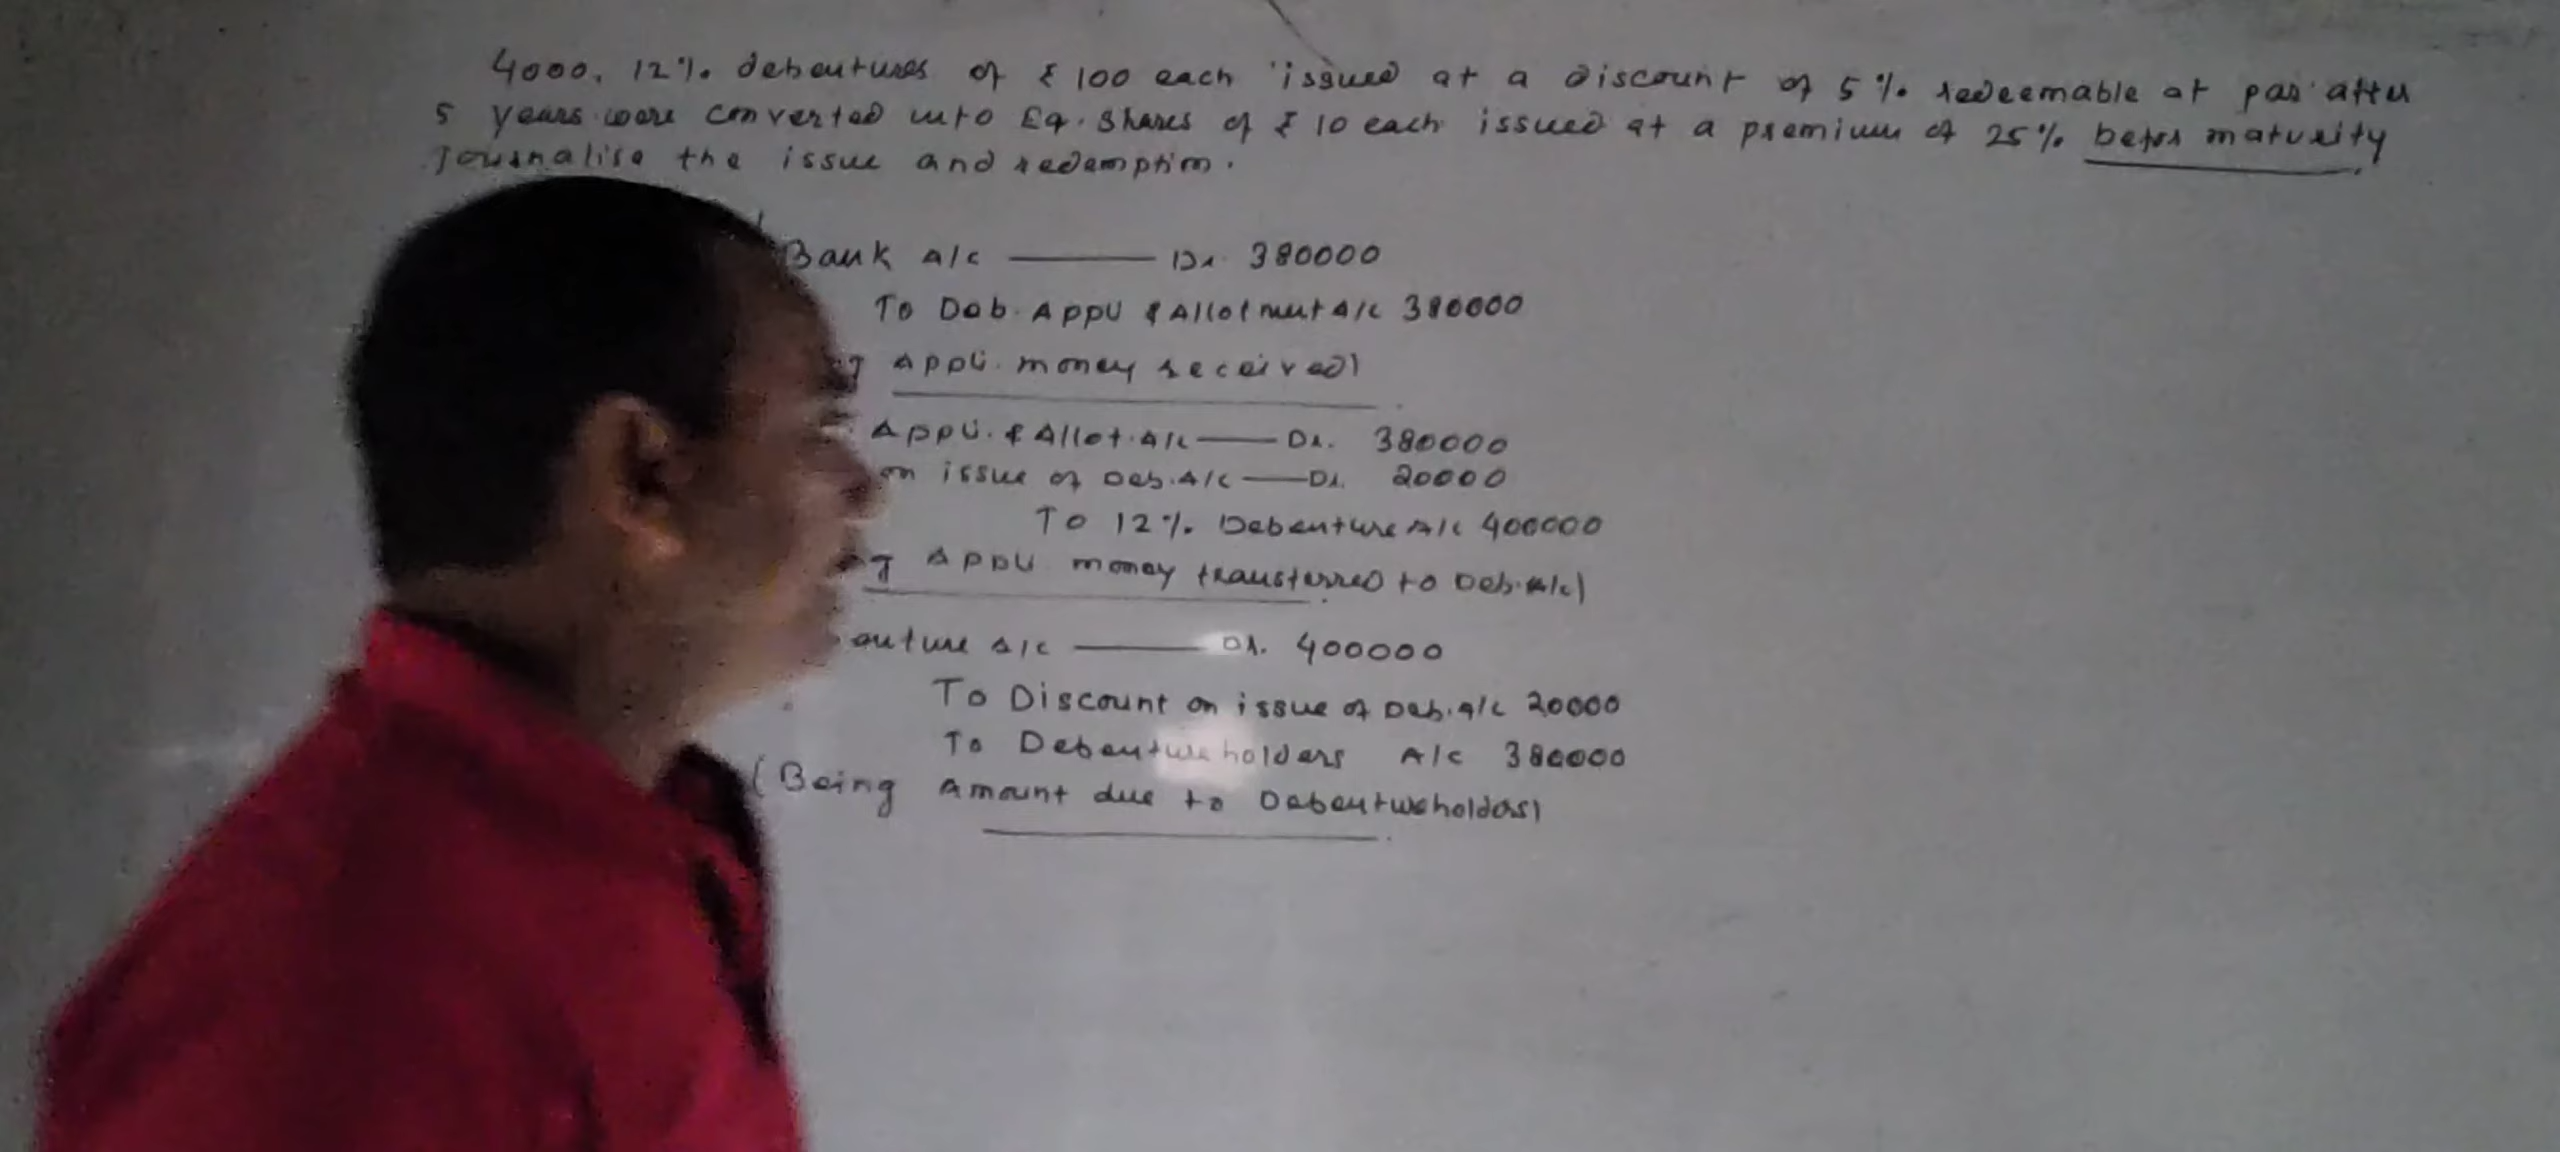 4000, 12% debentures of ₹ 100 each issued at a discount of 5% redeemable at par after
5 years were converted into Eq. Shares of ₹ 10 each issued at a premium of 25% before maturity
Journalise the issue and redemption.
Bank A/c Dr. 380000
To Deb. Appli & Allotment A/c 380000
Appli. money received)
Appli. & Allot. A/c Dr. 380000
on issue of Deb. A/c Dr. 20000
To 12% Debenture A/c 400000
Appli money transferred to Deb. A/c)
enture A/c Dr. 400000
To Discount on issue of Deb. A/c 20000
To Debentureholders A/c 380000
(Being Amount due to Debentureholders)